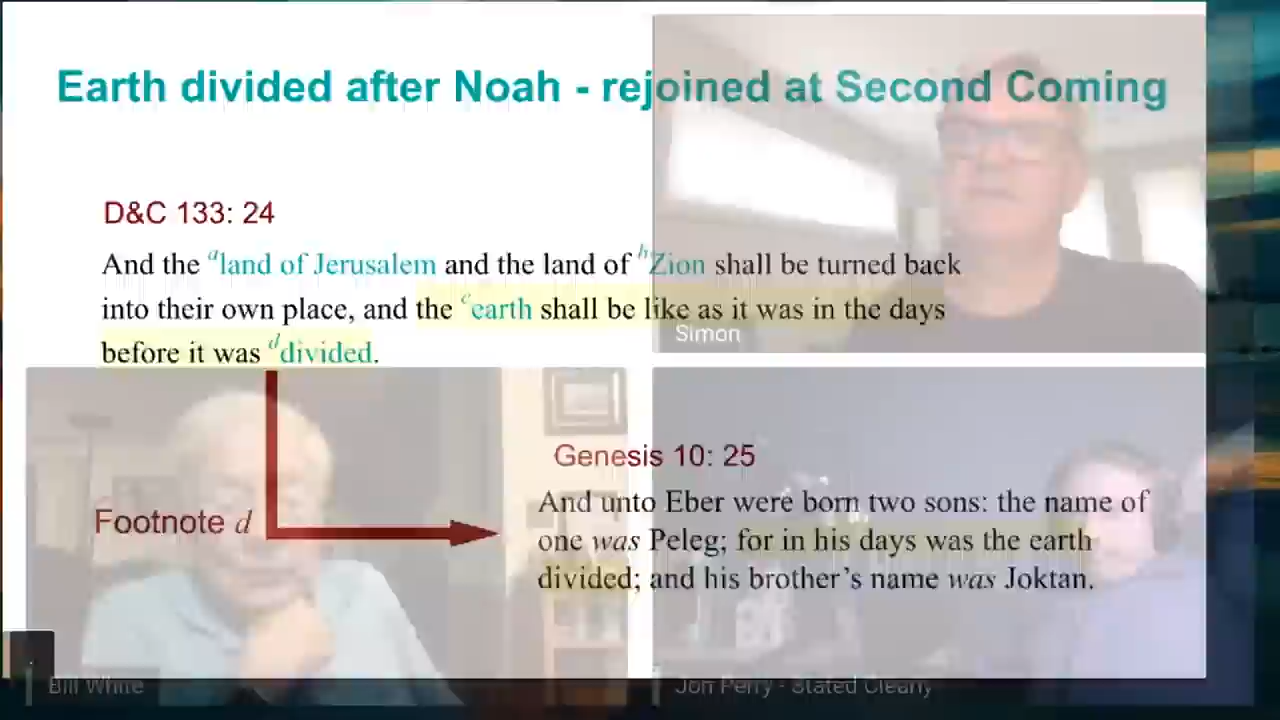 Earth divided after Noah - rejoined at Second Coming
D&C 133: 24
And the ᵃland of Jerusalem and the land of ᵇZion shall be turned back
into their own place, and the ᶜearth shall be like as it was in the days
before it was ᵈdivided.
Simon
Footnote d
Genesis 10: 25
And unto Eber were born two sons: the name of
one was Peleg; for in his days was the earth
divided; and his brother’s name was Joktan.
Bill White
Jon Perry - Stated Clearly